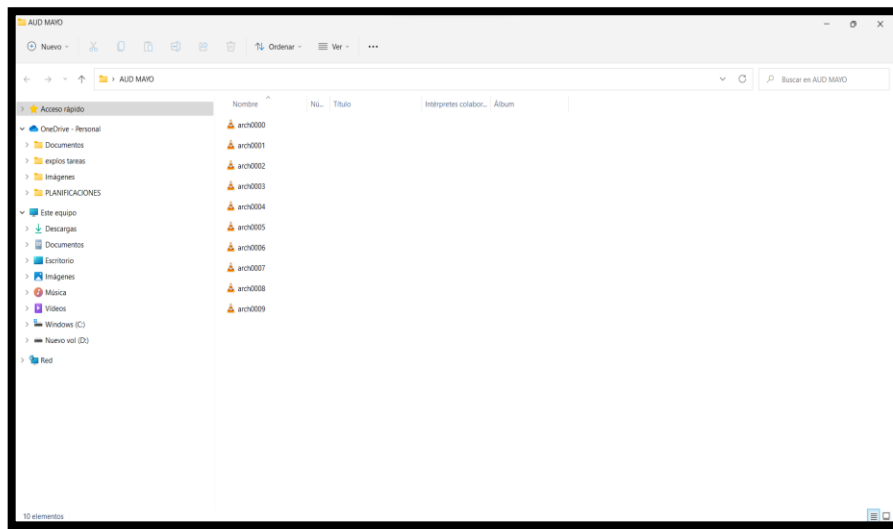 AUD MAYO
Nuevo
Ordenar
Ver
AUD MAYO
Buscar en AUD MAYO
Nombre Nú... Título Intérpretes colabor... Álbum
Acceso rápido
OneDrive - Personal
Documentos
explos tareas
Imágenes
PLANIFICACIONES
Este equipo
Descargas
Documentos
Escritorio
Imágenes
Música
Vídeos
Windows (C:)
Nuevo vol (D:)
Red
arch0000
arch0001
arch0002
arch0003
arch0004
arch0005
arch0006
arch0007
arch0008
arch0009
10 elementos